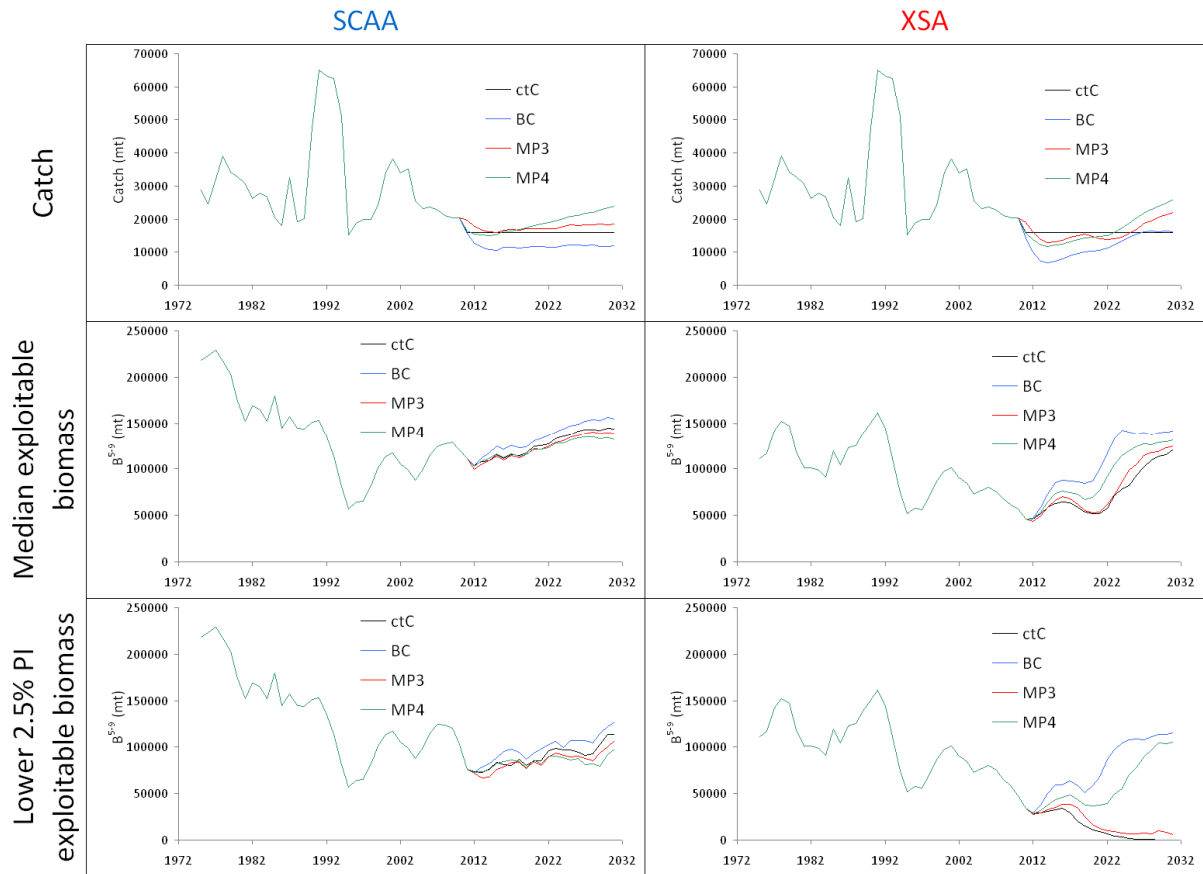 SCAA
XSA
Catch
Catch (mt)
70000
60000
50000
40000
30000
20000
10000
0
1972 1982 1992 2002 2012 2022 2032
ctC
BC
MP3
MP4
Catch (mt)
70000
60000
50000
40000
30000
20000
10000
0
1972 1982 1992 2002 2012 2022 2032
ctC
BC
MP3
MP4
Median exploitable
biomass
B5-9 (mt)
250000
200000
150000
100000
50000
0
1972 1982 1992 2002 2012 2022 2032
ctC
BC
MP3
MP4
B5-9 (mt)
250000
200000
150000
100000
50000
0
1972 1982 1992 2002 2012 2022 2032
ctC
BC
MP3
MP4
Lower 2.5% PI
exploitable biomass
B5-9 (mt)
250000
200000
150000
100000
50000
0
1972 1982 1992 2002 2012 2022 2032
ctC
BC
MP3
MP4
B5-9 (mt)
250000
200000
150000
100000
50000
0
1972 1982 1992 2002 2012 2022 2032
ctC
BC
MP3
MP4